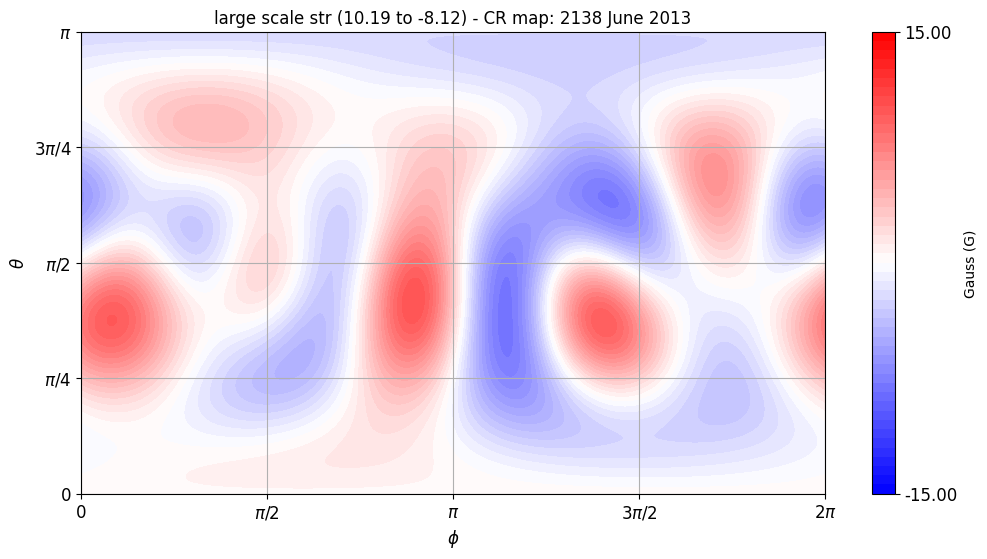 large scale str (10.19 to -8.12) - CR map: 2138 June 2013
π
3π/4
π/2
π/4
0
θ
0
π/2
π
3π/2
2π
ϕ
15.00
-15.00
Gauss (G)